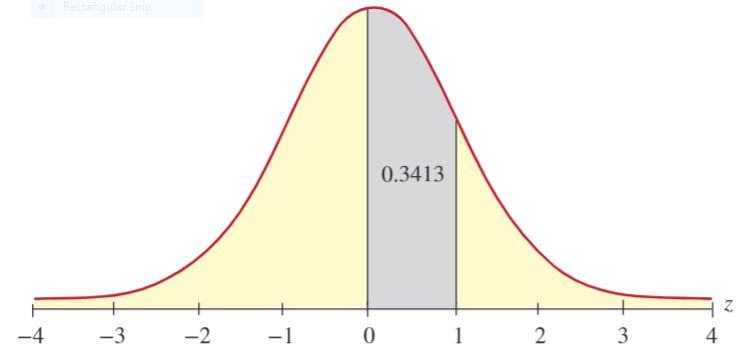 Rectangular Snip
0.3413
z
−4 −3 −2 −1 0 1 2 3 4